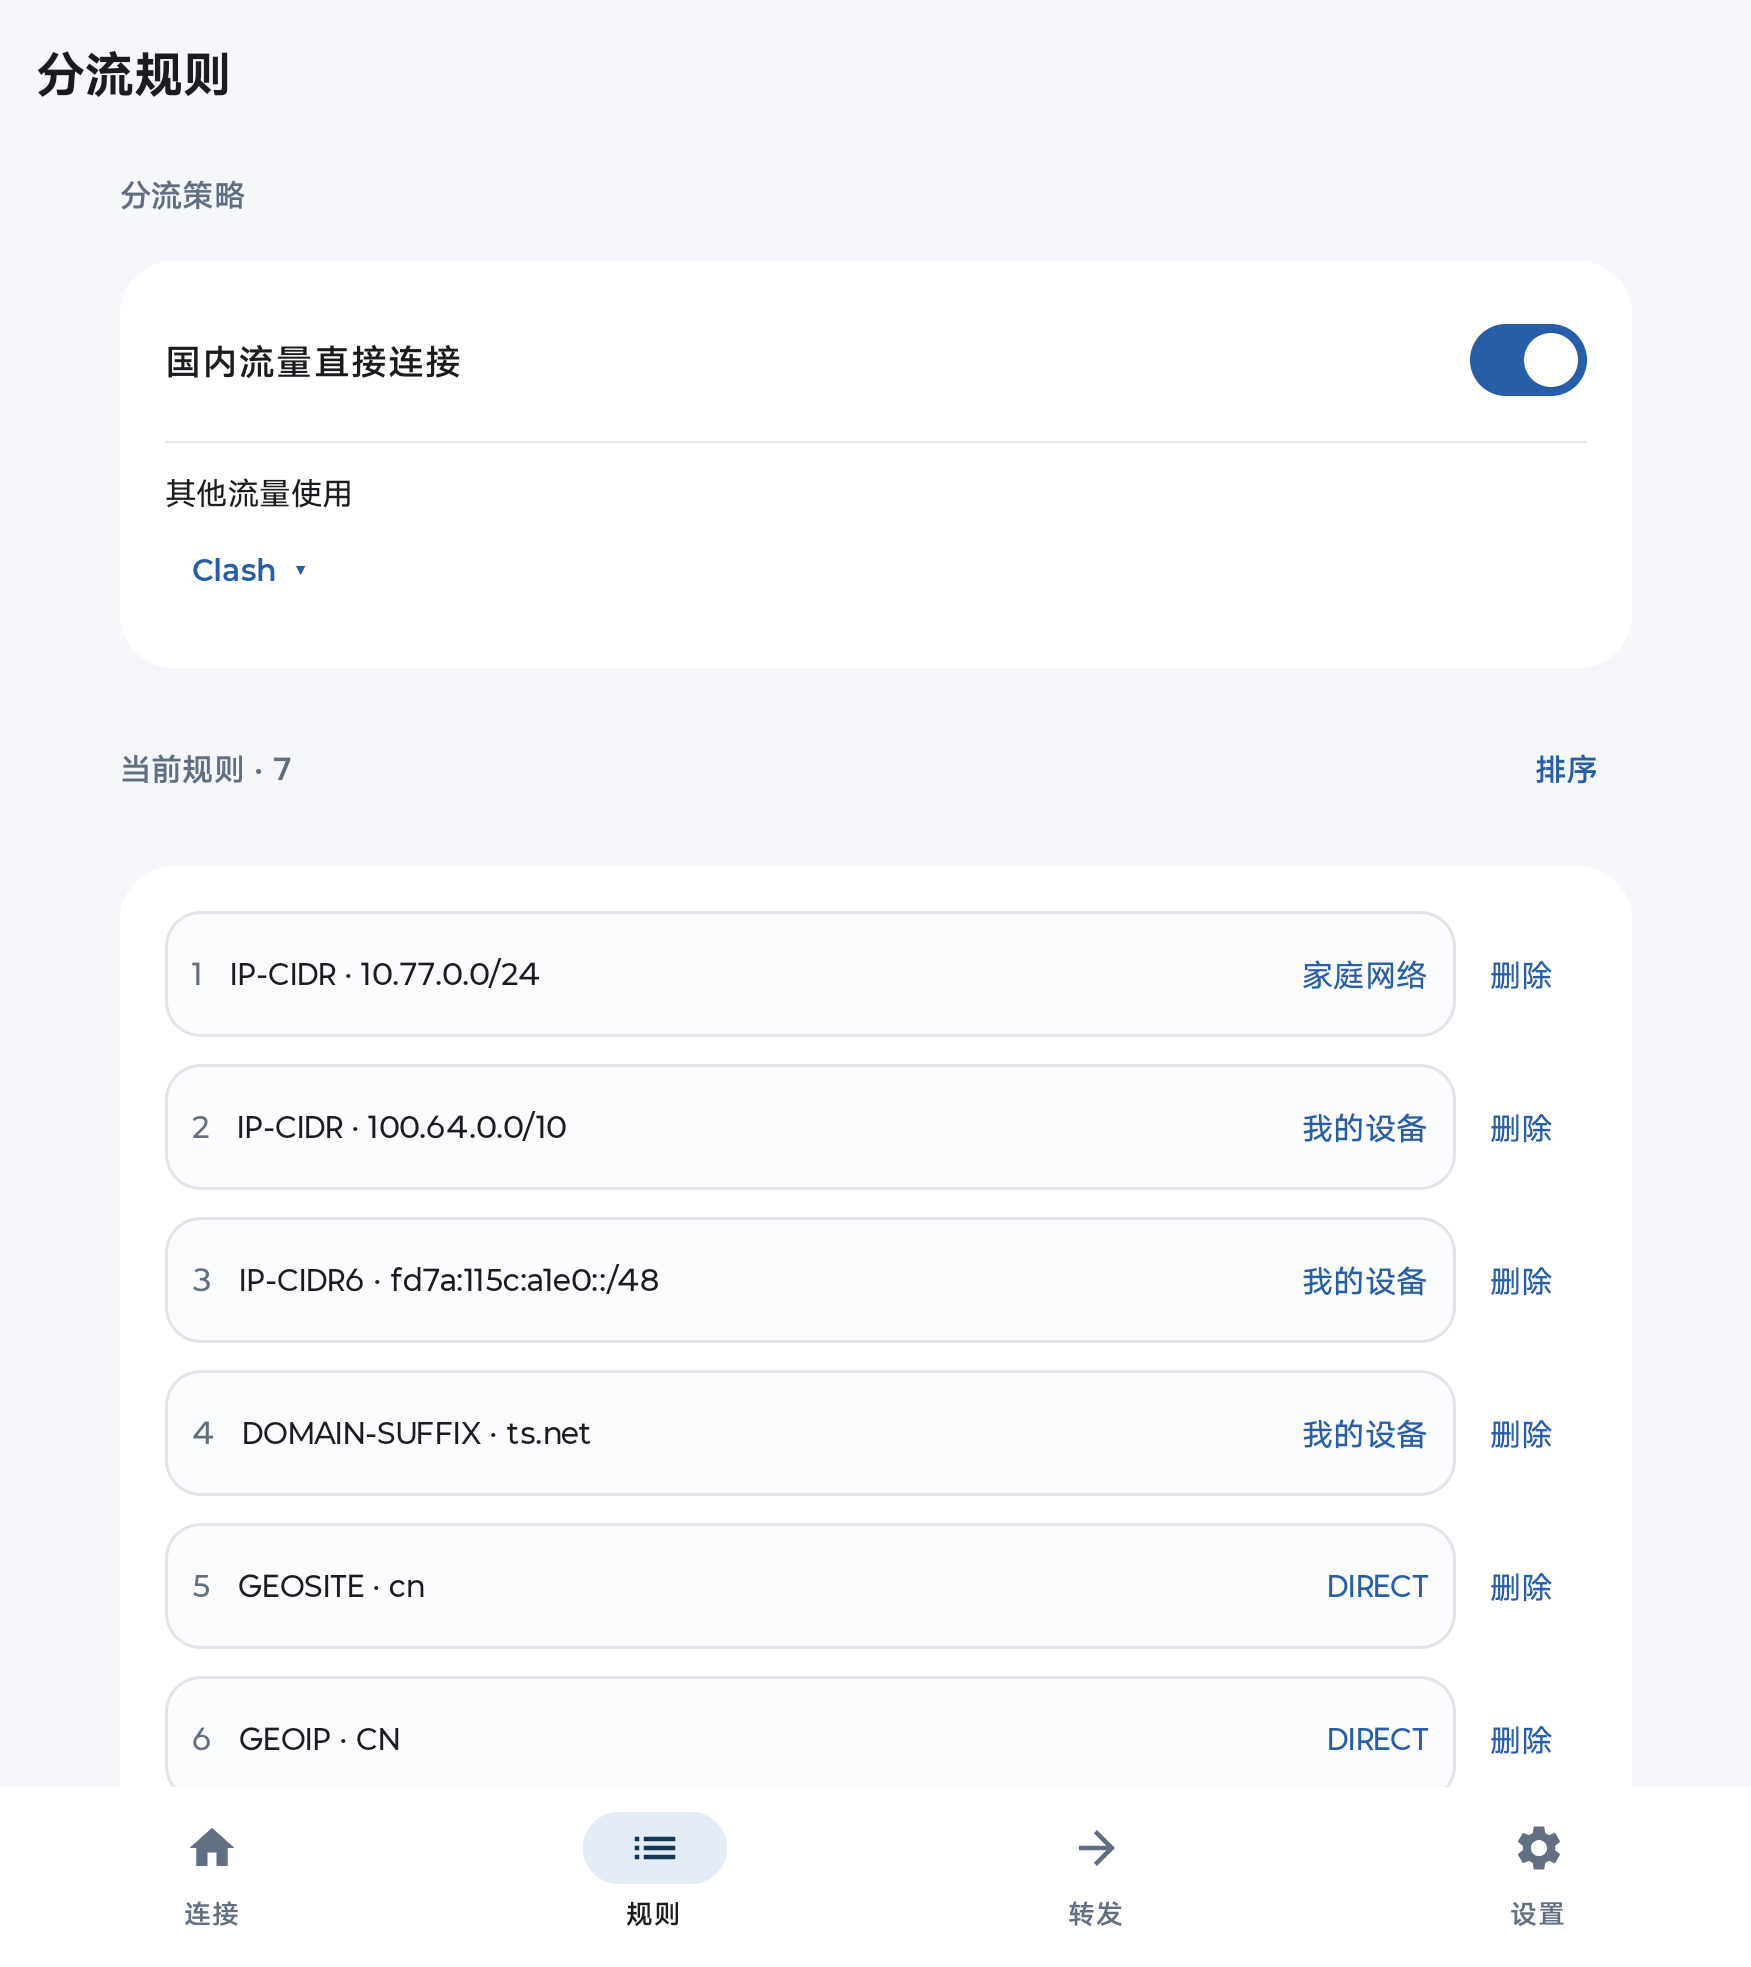 分流规则
分流策略
国内流量直接连接
其他流量使用
Clash ▾
当前规则 · 7 排序
1 IP-CIDR · 10.77.0.0/24 家庭网络 删除
2 IP-CIDR · 100.64.0.0/10 我的设备 删除
3 IP-CIDR6 · fd7a:115c:a1e0::/48 我的设备 删除
4 DOMAIN-SUFFIX · ts.net 我的设备 删除
5 GEOSITE · cn DIRECT 删除
6 GEOIP · CN DIRECT 删除
连接 规则 转发 设置